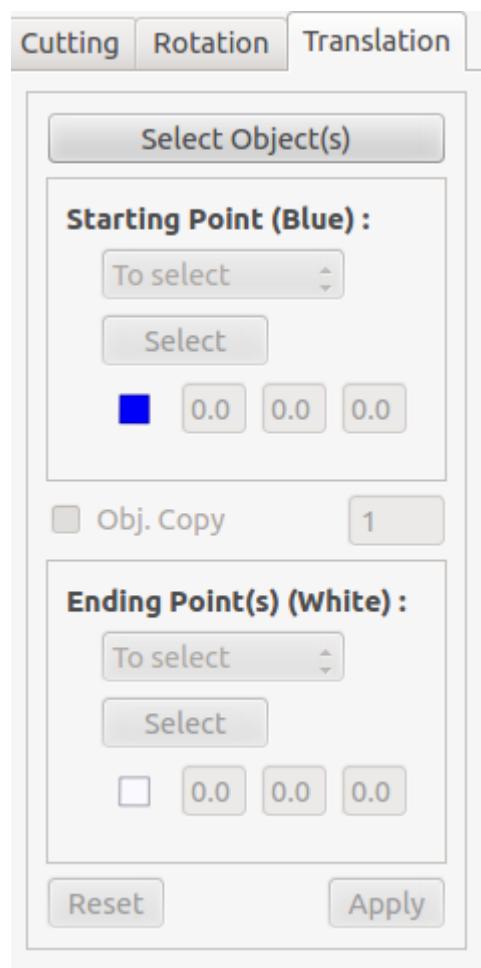 Cutting Rotation Translation
Select Object(s)
Starting Point (Blue) :
To select
Select
0.0 0.0 0.0
Obj. Copy 1
Ending Point(s) (White) :
To select
Select
0.0 0.0 0.0
Reset Apply